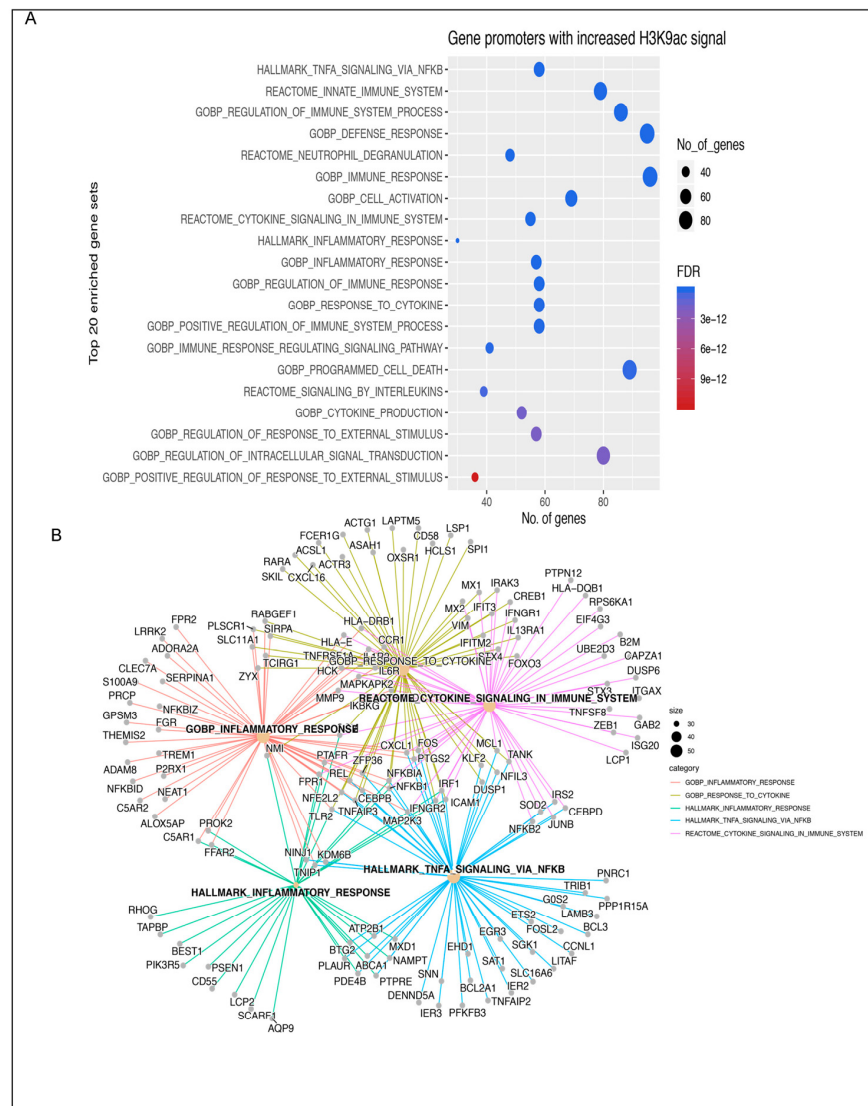 A
Gene promoters with increased H3K9ac signal
Top 20 enriched gene sets
HALLMARK_TNFA_SIGNALING_VIA_NFKB
REACTOME_INNATE_IMMUNE_SYSTEM
GOBP_REGULATION_OF_IMMUNE_SYSTEM_PROCESS
GOBP_DEFENSE_RESPONSE
REACTOME_NEUTROPHIL_DEGRANULATION
GOBP_IMMUNE_RESPONSE
GOBP_CELL_ACTIVATION
REACTOME_CYTOKINE_SIGNALING_IN_IMMUNE_SYSTEM
HALLMARK_INFLAMMATORY_RESPONSE
GOBP_INFLAMMATORY_RESPONSE
GOBP_REGULATION_OF_IMMUNE_RESPONSE
GOBP_RESPONSE_TO_CYTOKINE
GOBP_POSITIVE_REGULATION_OF_IMMUNE_SYSTEM_PROCESS
GOBP_IMMUNE_RESPONSE_REGULATING_SIGNALING_PATHWAY
GOBP_PROGRAMMED_CELL_DEATH
REACTOME_SIGNALING_BY_INTERLEUKINS
GOBP_CYTOKINE_PRODUCTION
GOBP_REGULATION_OF_RESPONSE_TO_EXTERNAL_STIMULUS
GOBP_REGULATION_OF_INTRACELLULAR_SIGNAL_TRANSDUCTION
GOBP_POSITIVE_REGULATION_OF_RESPONSE_TO_EXTERNAL_STIMULUS
40 60 80
No. of genes
No_of_genes
40
60
80
FDR
3e-12
6e-12
9e-12
B
ACTG1 LAPTM5
FCER1G CD58 LSP1
ACSL1 ASAH1 OXSR1 HCLS1 SPI1
RARA ACTR3
SKIL CXCL16
PTPN12
MX1 IRAK3 HLA-DQB1
MX2 IFIT3 CREB1 RPS6KA1
RABGEF1 HLA-DRB1 VIM IFNGR1 EIF4G3
FPR2 PLSCR1 SIRPA
LRRK2 SLC11A1 HLA-E CCR1 IFITM2 IL13RA1 B2M
ADORA2A UBE2D3 CAPZA1
TCIRG1 TNFRSF1A STX4 FOXO3
CLEC7A GOBP_RESPONSE_TO_CYTOKINE DUSP6
S100A9 SERPINA1 ZYX HCK IL6R
PRCP MAPKAPK2 STX3 ITGAX
MMP9 REACTOME_CYTOKINE_SIGNALING_IN_IMMUNE_SYSTEM
NFKBIZ IKBKG TNFSF8
GPSM3 FGR ZEB1 GAB2
THEMIS2 GOBP_INFLAMMATORY_RESPONSE ISG20
NMI CXCL1 FOS MCL1 LCP1
TREM1 PTAFR ZFP36 PTGS2 KLF2 TANK
ADAM8 P2RX1 FPR1 REL NFKBIA NFIL3
NFKBID NEAT1 NFKB1 IRF1 DUSP1 IRS2
C5AR2 NFE2L2 CEBPB ICAM1 SOD2 CEBPD
ALOX5AP TLR2 TNFAIP3 IFNGR2
PROK2 MAP2K3 NFKB2 JUNB
C5AR1
FFAR2 NINJ1 KDM6B
TNIP1 HALLMARK_TNFA_SIGNALING_VIA_NFKB
HALLMARK_INFLAMMATORY_RESPONSE PNRC1
TRIB1
G0S2 PPP1R15A
RHOG LAMB3
TAPBP ATP2B1 ETS2 BCL3
BEST1 BTG2 MXD1 EGR3 FOSL2
PIK3R5 PSEN1 PLAUR ABCA1 NAMPT EHD1 SGK1 CCNL1
CD55 PDE4B PTPRE SNN SAT1 LITAF
LCP2 DENND5A BCL2A1 SLC16A6
SCARF1 IER3 PFKFB3 TNFAIP2 IER2
AQP9
size
30
40
50
category
GOBP_INFLAMMATORY_RESPONSE
GOBP_RESPONSE_TO_CYTOKINE
HALLMARK_INFLAMMATORY_RESPONSE
HALLMARK_TNFA_SIGNALING_VIA_NFKB
REACTOME_CYTOKINE_SIGNALING_IN_IMMUNE_SYSTEM